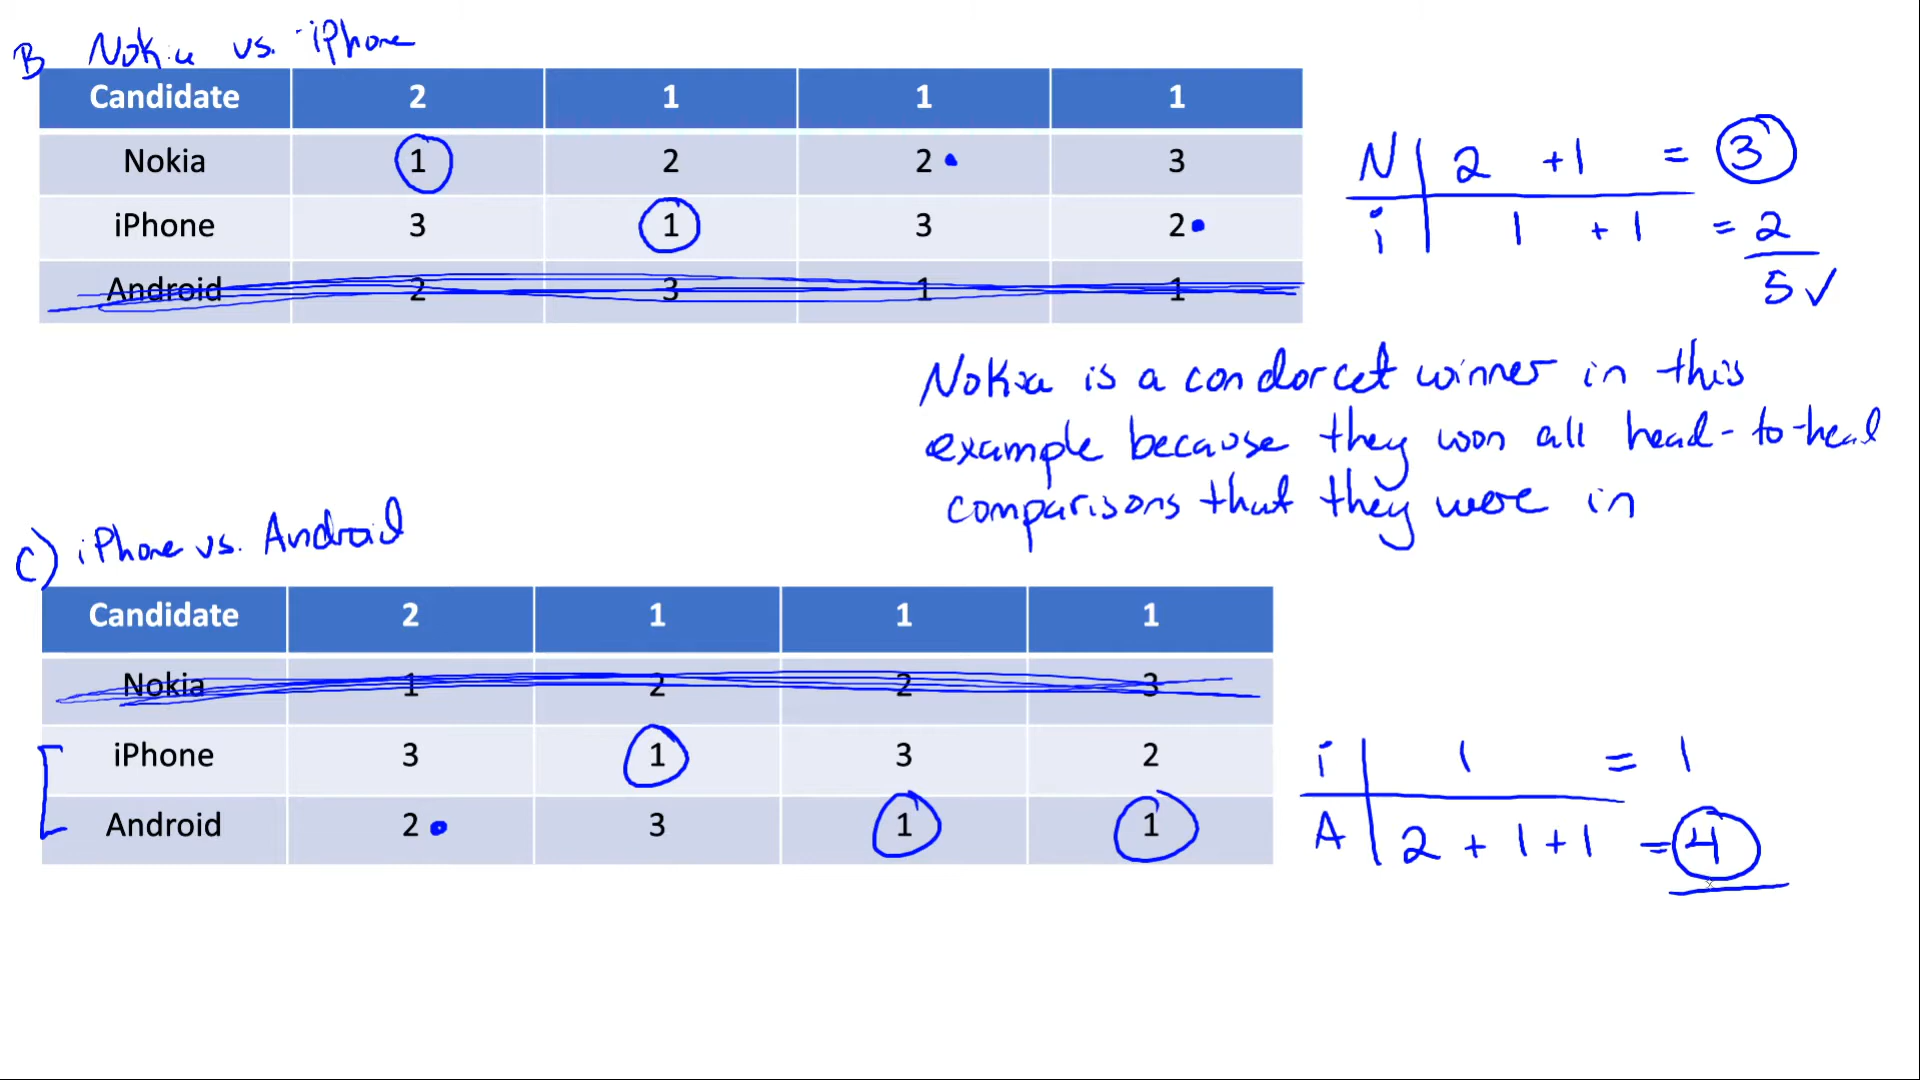 B Nokia vs. iphone
Candidate 2 1 1 1
Nokia 1 2 2 3
iPhone 3 1 3 2
Android 2 3 1 1
N 2 +1 = 3
i 1 + 1 = 2
5 ✓
Nokia is a condorcet winner in this
example because they won all head-to-head
comparisons that they were in
C) iPhone vs. Android
Candidate 2 1 1 1
Nokia 1 2 2 3
iPhone 3 1 3 2
Android 2 3 1 1
i 1 = 1
A 2 + 1 + 1 = 4